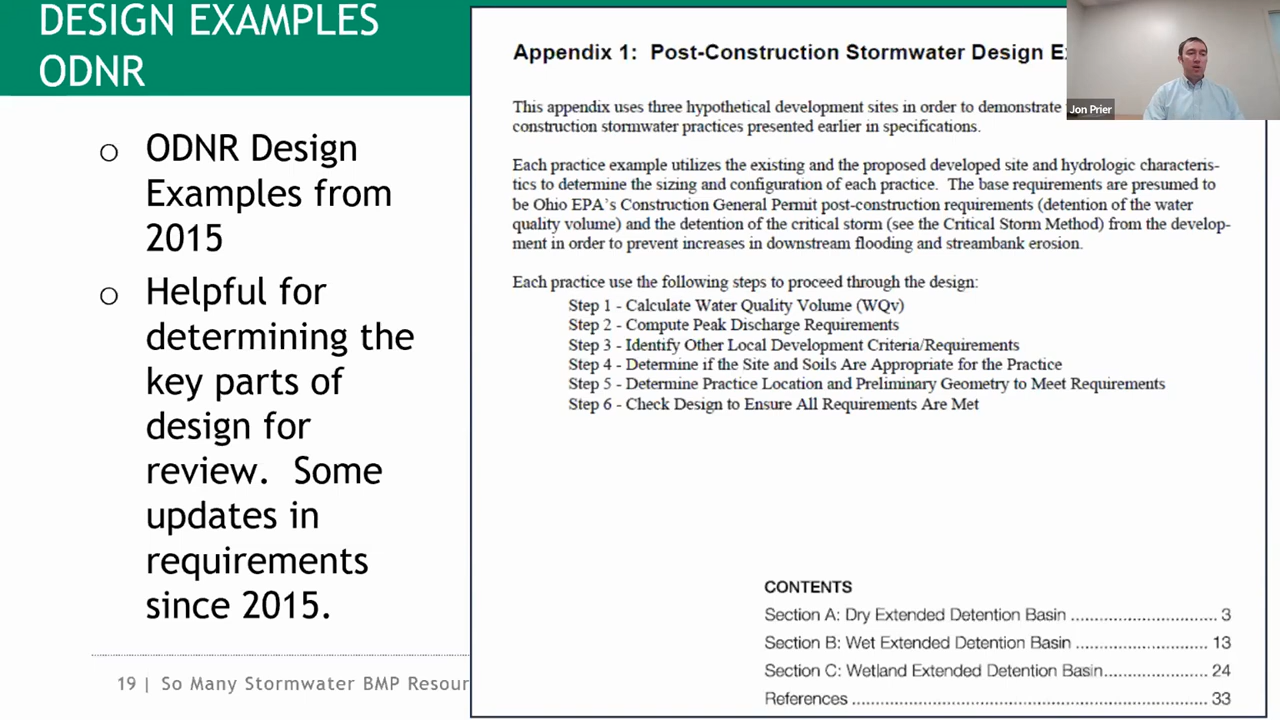 DESIGN EXAMPLES
ODNR
o ODNR Design
Examples from
2015
o Helpful for
determining the
key parts of
design for
review. Some
updates in
requirements
since 2015.
19 | So Many Stormwater BMP Resour
Appendix 1: Post-Construction Stormwater Design E
This appendix uses three hypothetical development sites in order to demonstrate
construction stormwater practices presented earlier in specifications.
Each practice example utilizes the existing and the proposed developed site and hydrologic characteris-
tics to determine the sizing and configuration of each practice. The base requirements are presumed to
be Ohio EPA's Construction General Permit post-construction requirements (detention of the water
quality volume) and the detention of the critical storm (see the Critical Storm Method) from the develop-
ment in order to prevent increases in downstream flooding and streambank erosion.
Each practice use the following steps to proceed through the design:
Step 1 - Calculate Water Quality Volume (WQv)
Step 2 - Compute Peak Discharge Requirements
Step 3 - Identify Other Local Development Criteria/Requirements
Step 4 - Determine if the Site and Soils Are Appropriate for the Practice
Step 5 - Determine Practice Location and Preliminary Geometry to Meet Requirements
Step 6 - Check Design to Ensure All Requirements Are Met
CONTENTS
Section A: Dry Extended Detention Basin ................................ 3
Section B: Wet Extended Detention Basin ............................. 13
Section C: Wetland Extended Detention Basin........................ 24
References ........................................................................ 33
Jon Prier